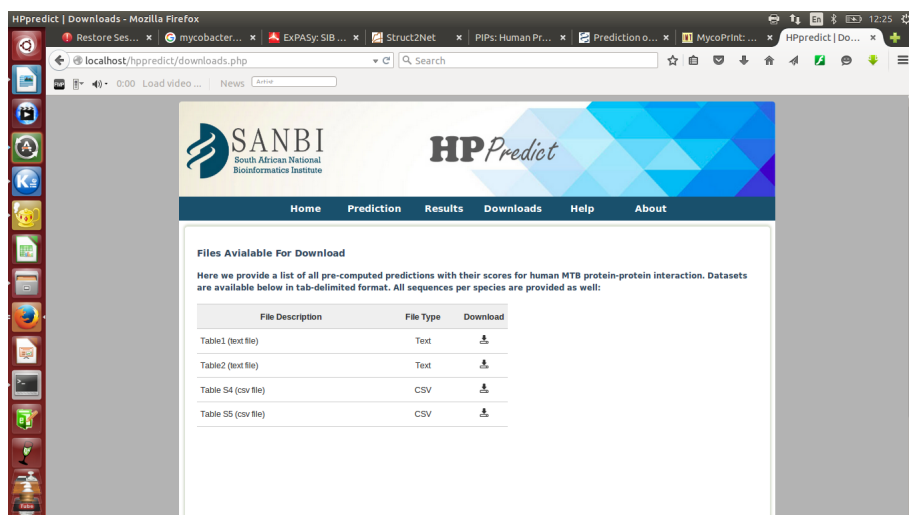 HPpredict | Downloads - Mozilla Firefox
En
12:25
Restore Ses...
mycobacter...
ExPASy: SIB ...
Struct2Net
PIPs: Human Pr...
Prediction o...
MycoPrInt: ...
HPpredict | Do...
localhost/hppredict/downloads.php
Search
0:00 Load video ...
News
SANBI
South African National
Bioinformatics Institute
HPPredict
Home Prediction Results Downloads Help About
Files Avialable For Download
Here we provide a list of all pre-computed predictions with their scores for human MTB protein-protein interaction. Datasets
are available below in tab-delimited format. All sequences per species are provided as well:
File Description File Type Download
Table1 (text file) Text
Table2 (text file) Text
Table S4 (csv file) CSV
Table S5 (csv file) CSV